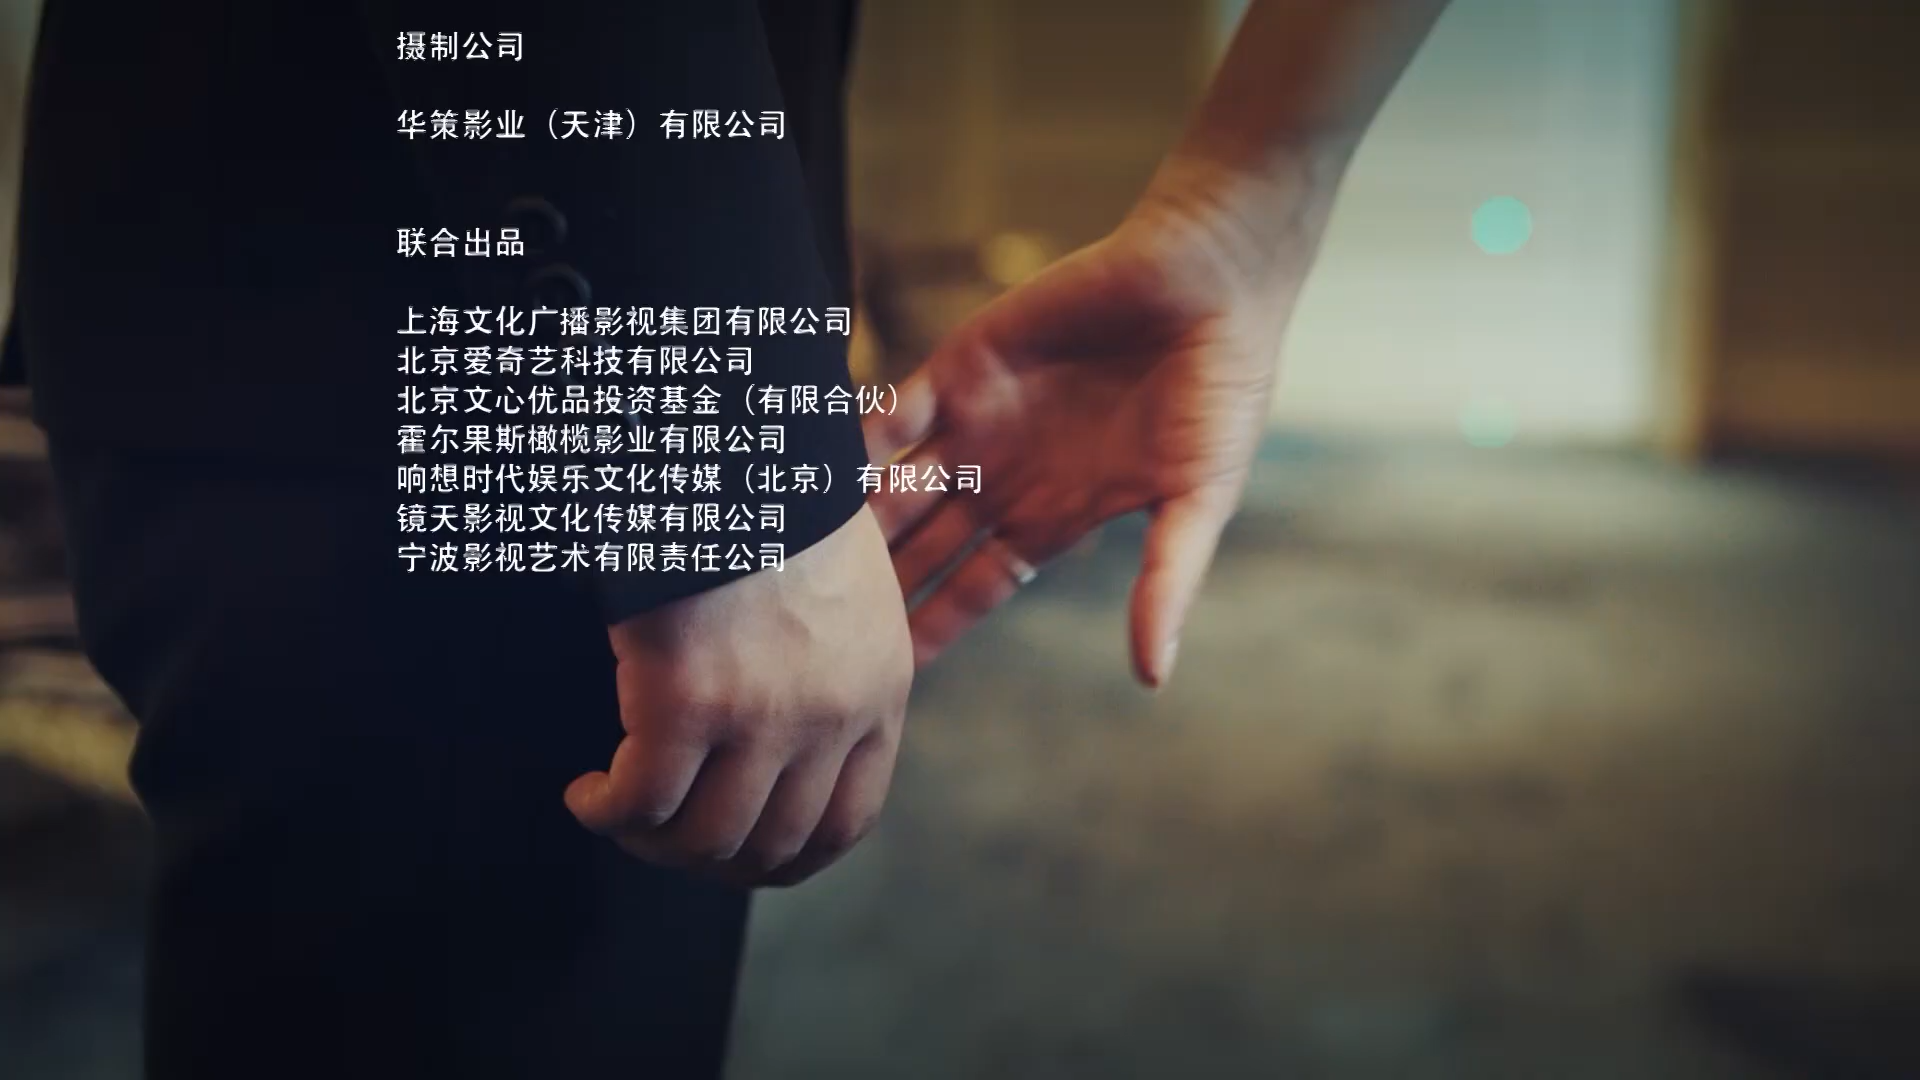 摄制公司
华策影业（天津）有限公司
联合出品
上海文化广播影视集团有限公司
北京爱奇艺科技有限公司
北京文心优品投资基金（有限合伙）
霍尔果斯橄榄影业有限公司
响想时代娱乐文化传媒（北京）有限公司
镜天影视文化传媒有限公司
宁波影视艺术有限责任公司